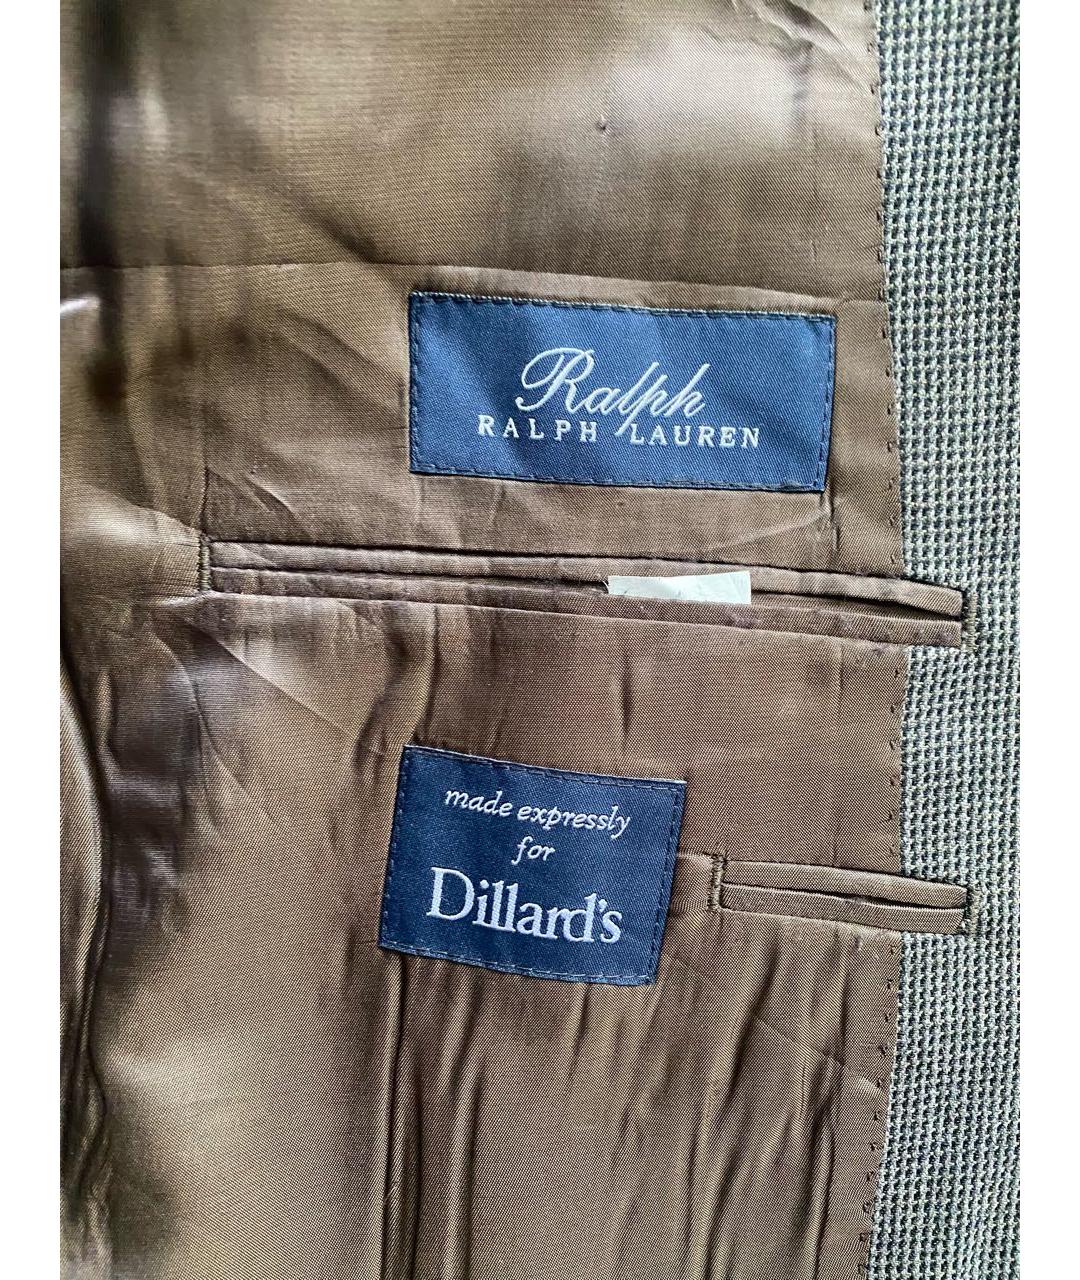 Ralph
RALPH LAUREN
made expressly
for
Dillard's